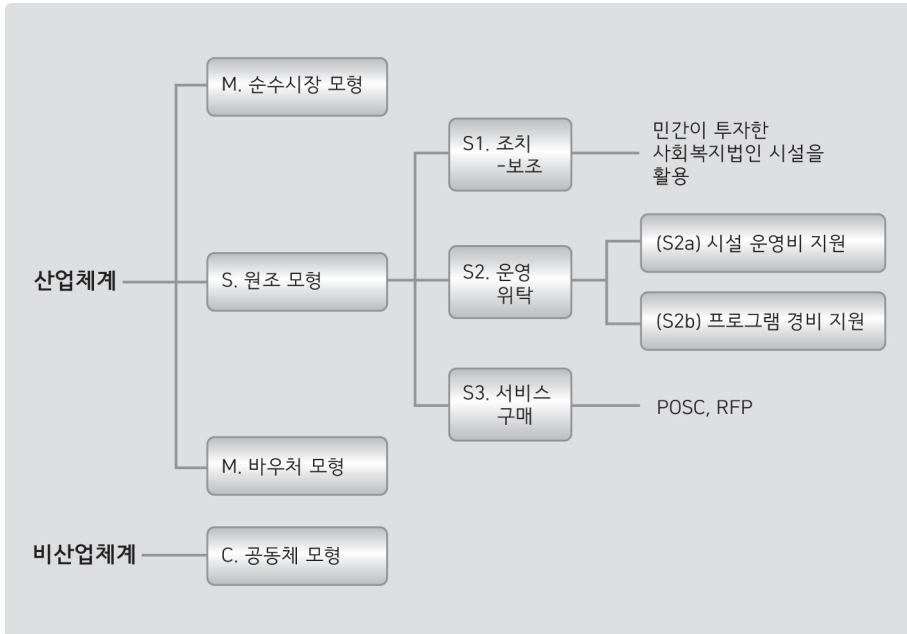 M. 순수시장 모형
S1. 조치
-보조
민간이 투자한
사회복지법인 시설을
활용
산업체계
S. 원조 모형
S2. 운영
위탁
(S2a) 시설 운영비 지원
(S2b) 프로그램 경비 지원
S3. 서비스
구매
POSC, RFP
M. 바우처 모형
비산업체계
C. 공동체 모형